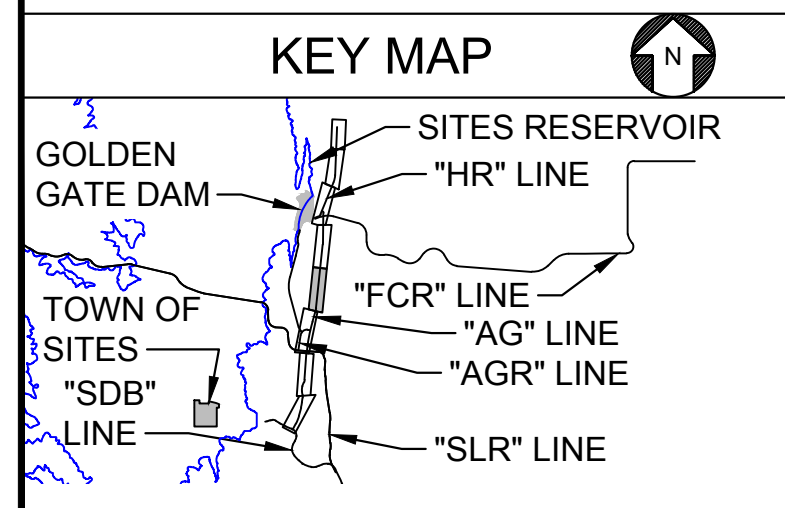 KEY MAP
N
SITES RESERVOIR
GOLDEN
GATE DAM
"HR" LINE
"FCR" LINE
TOWN OF
SITES
"AG" LINE
"AGR" LINE
"SDB"
LINE
"SLR" LINE